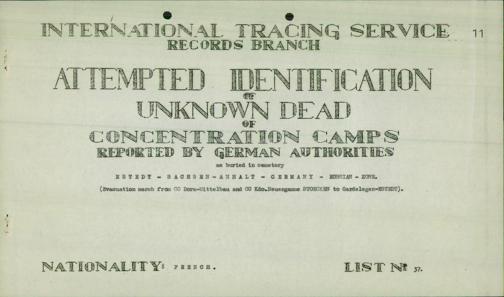 INTERNATIONAL TRACING SERVICE 11
RECORDS BRANCH
ATTEMPTED IDENTIFICATION
OF
UNKNOWN DEAD
OF
CONCENTRATION CAMPS
REPORTED BY GERMAN AUTHORITIES
as buried in cemetery
ESTEDT - SACHSEN-ANHALT - GERMANY - RUSSIAN - ZONE.
(Evacuation march from CC Dora-Mittelbau and CC Kdo.Neuengamme STOECKEN to Gardelegen-ESTEDT).
NATIONALITY: FRENCH. LIST Nº 37.